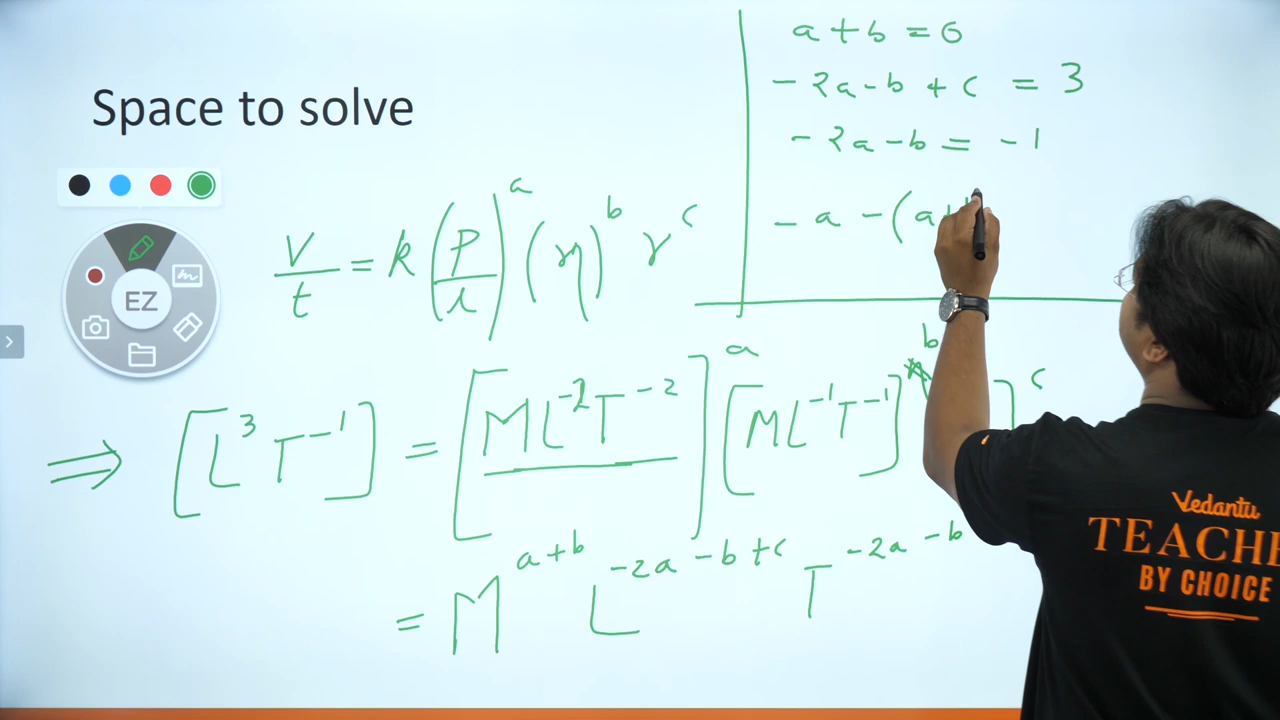 Space to solve
a + b = 0
- 2a - b + c = 3
- 2a - b = - 1
- a - (a+
V/t = k (P/l)^a (η)^b r^c
EZ
⇒ [L^3 T^-1] = [ML^-2 T^-2]^a [ML^-1 T^-1]^b ]^c
= M^a+b L^-2a-b+c T^-2a-b
Vedantu
TEACHE
BY CHOICE